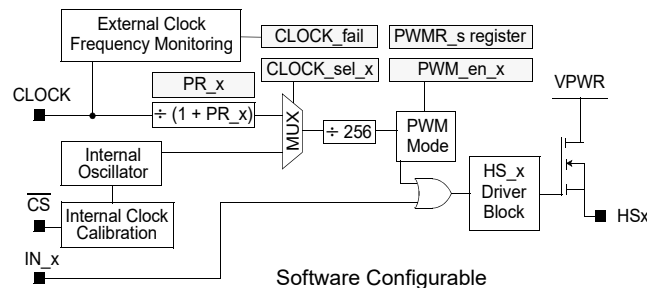 External Clock
Frequency Monitoring
CLOCK_fail
PWMR_s register
CLOCK_sel_x
PWM_en_x
PR_x
VPWR
CLOCK
÷ (1 + PR_x)
MUX
÷ 256
PWM
Mode
Internal
Oscillator
HS_x
Driver
Block
CS
Internal Clock
Calibration
HSx
IN_x
Software Configurable